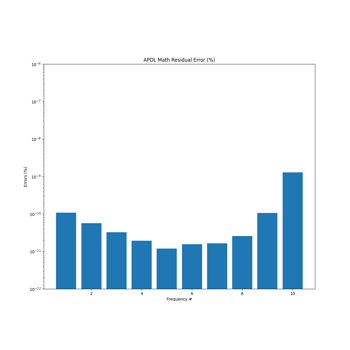 APDL Math Residual Error (%)
10⁻⁶
10⁻⁷
10⁻⁸
10⁻⁹
10⁻¹⁰
10⁻¹¹
10⁻¹²
Errors (%)
2 4 6 8 10
Frequency #